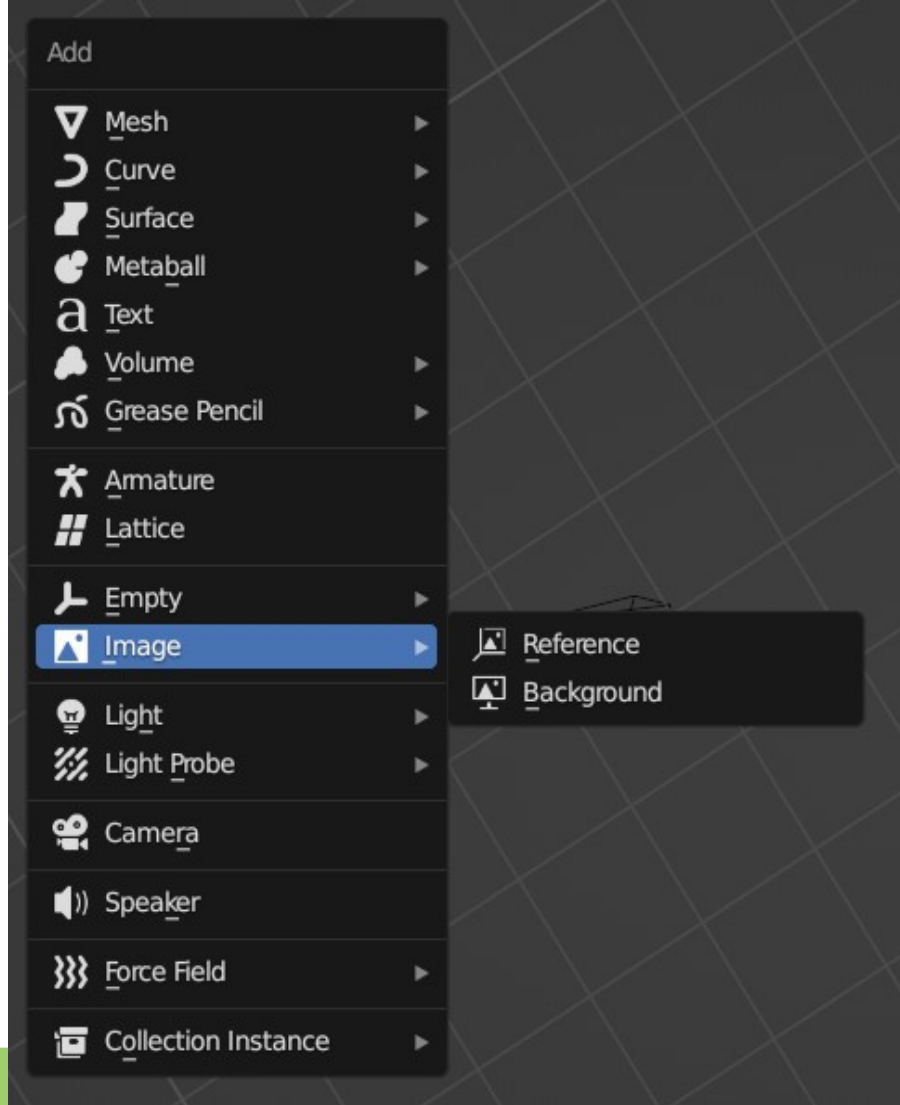 Add
Mesh
Curve
Surface
Metaball
Text
Volume
Grease Pencil
Armature
Lattice
Empty
Image
Reference
Background
Light
Light Probe
Camera
Speaker
Force Field
Collection Instance